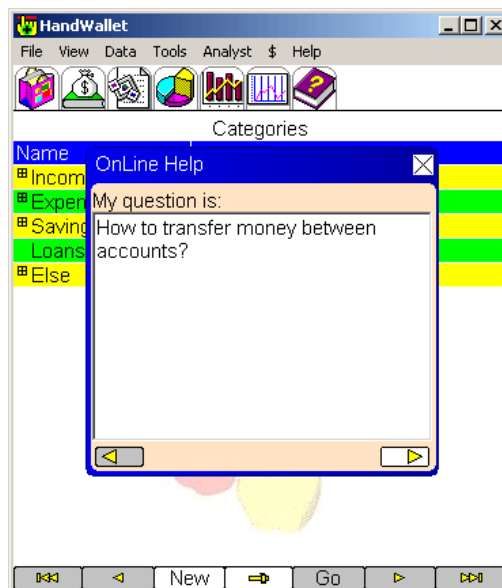 HandWallet
File View Data Tools Analyst $ Help
Categories
Name
OnLine Help
Incom
Expen
My question is:
Saving
How to transfer money between
Loans
accounts?
Else
New
Go